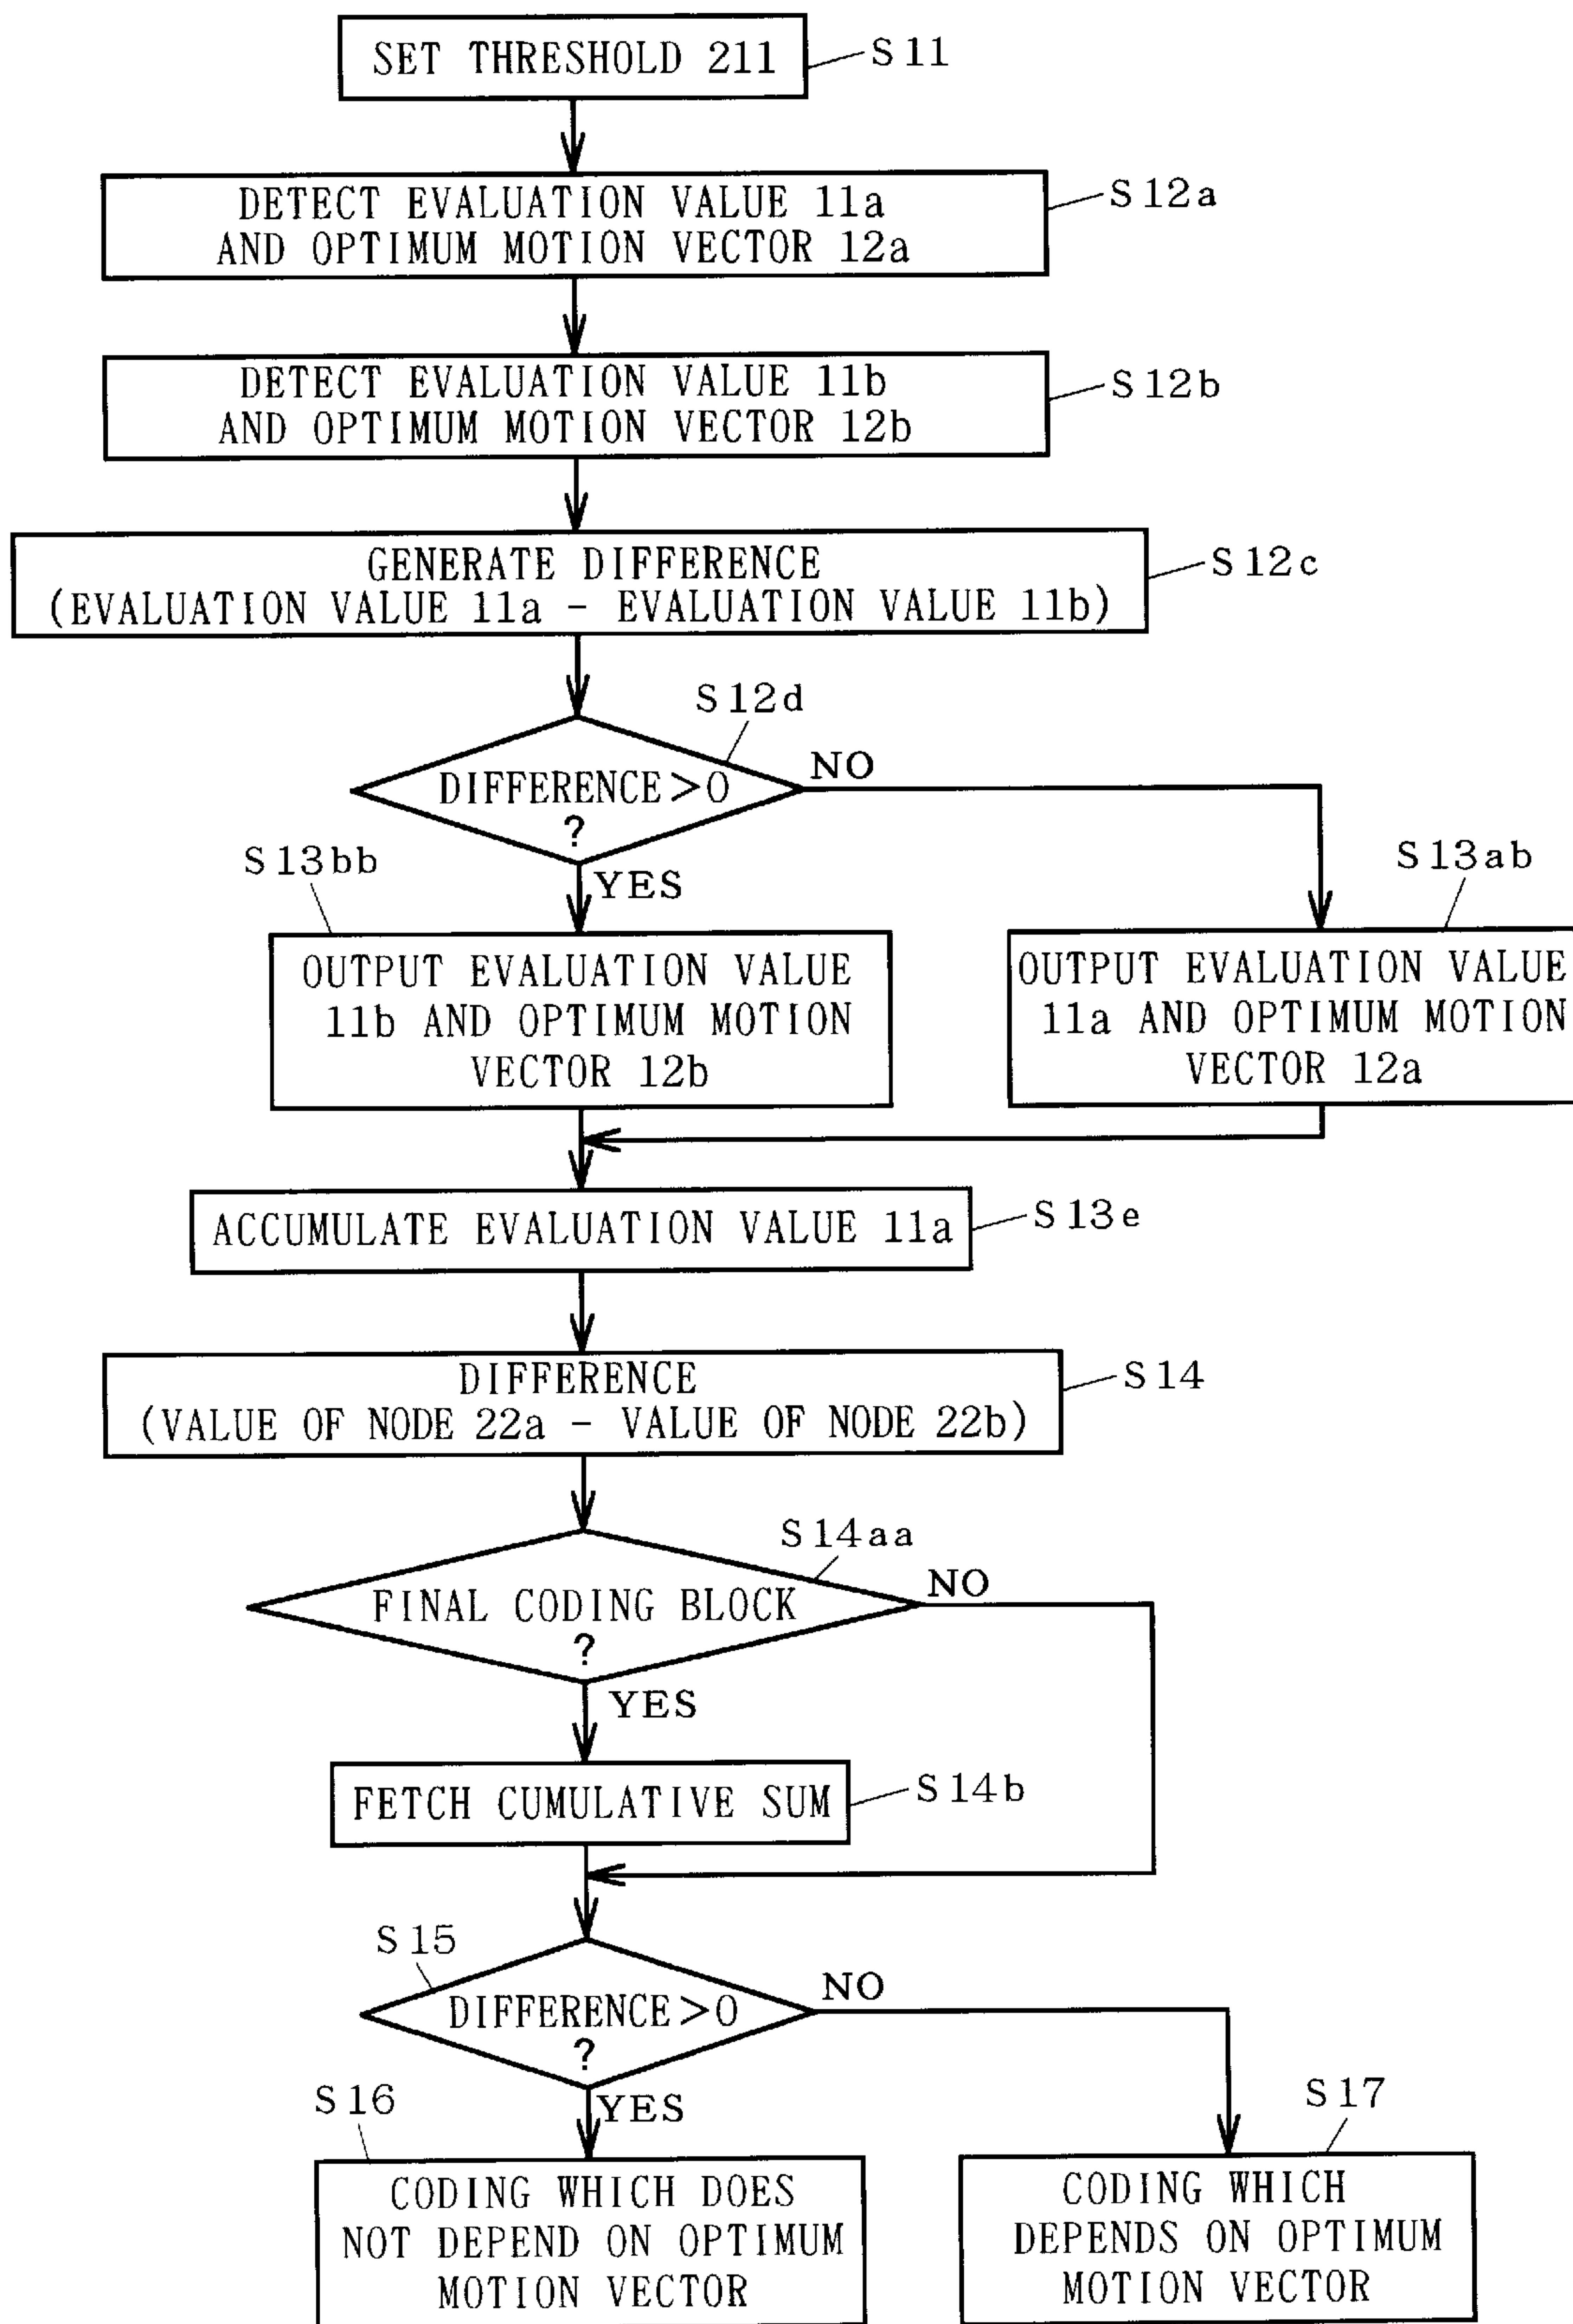 SET THRESHOLD 211
S11
DETECT EVALUATION VALUE 11a
AND OPTIMUM MOTION VECTOR 12a
S12a
DETECT EVALUATION VALUE 11b
AND OPTIMUM MOTION VECTOR 12b
S12b
GENERATE DIFFERENCE
(EVALUATION VALUE 11a - EVALUATION VALUE 11b)
S12c
S12d
DIFFERENCE>0
?
NO
YES
S13bb
OUTPUT EVALUATION VALUE
11b AND OPTIMUM MOTION
VECTOR 12b
S13ab
OUTPUT EVALUATION VALUE
11a AND OPTIMUM MOTION
VECTOR 12a
ACCUMULATE EVALUATION VALUE 11a
S13e
DIFFERENCE
(VALUE OF NODE 22a - VALUE OF NODE 22b)
S14
S14aa
FINAL CODING BLOCK
?
NO
YES
FETCH CUMULATIVE SUM
S14b
S15
DIFFERENCE>0
?
NO
YES
S16
CODING WHICH DOES
NOT DEPEND ON OPTIMUM
MOTION VECTOR
S17
CODING WHICH
DEPENDS ON OPTIMUM
MOTION VECTOR